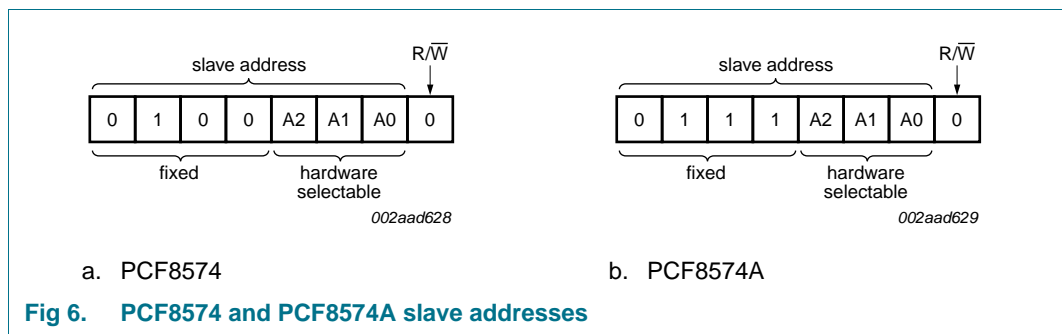 R/W̅
slave address
0 1 0 0 A2 A1 A0 0
fixed
hardware
selectable
002aad628
a. PCF8574
R/W̅
slave address
0 1 1 1 A2 A1 A0 0
fixed
hardware
selectable
002aad629
b. PCF8574A
Fig 6. PCF8574 and PCF8574A slave addresses